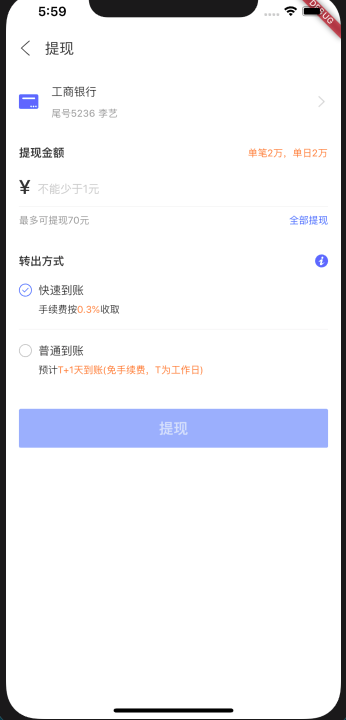 5:59
DEBUG
提现
工商银行
尾号5236 李艺
提现金额 单笔2万，单日2万
¥ 不能少于1元
最多可提现70元 全部提现
转出方式
快速到账
手续费按0.3%收取
普通到账
预计T+1天到账(免手续费，T为工作日)
提现